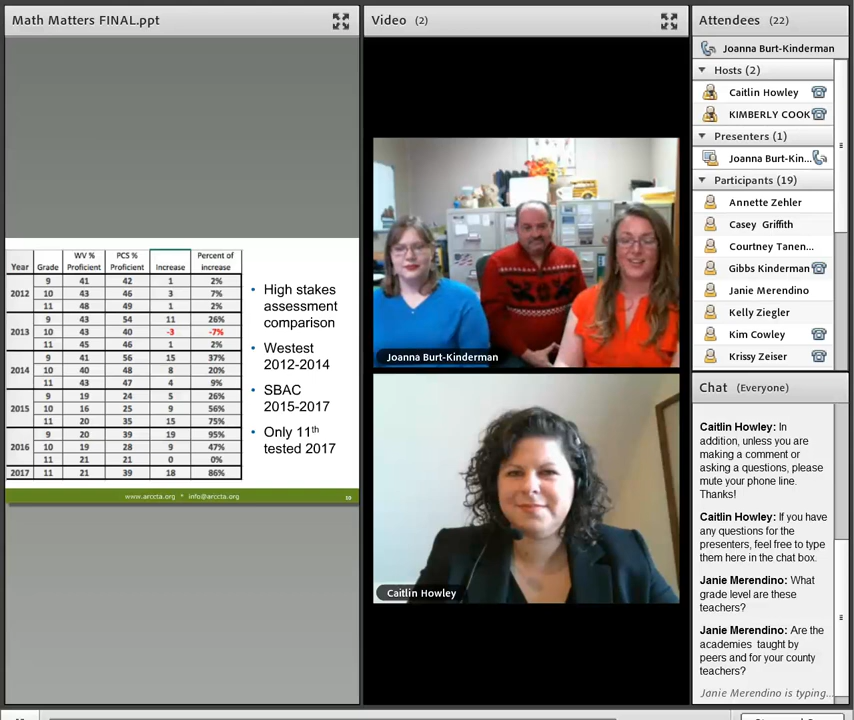 Math Matters FINAL.ppt
Year Grade WV % Proficient PCS % Proficient Increase Percent of increase
2012 9 41 42 1 2%
10 43 46 3 7%
11 48 49 1 2%
2013 9 43 54 11 26%
10 43 40 -3 -7%
11 45 46 1 2%
2014 9 41 56 15 37%
10 40 48 8 20%
11 43 47 4 9%
2015 9 19 24 5 26%
10 16 25 9 56%
11 20 35 15 75%
2016 9 20 39 19 95%
10 19 28 9 47%
11 21 21 0 0%
2017 11 21 39 18 86%
• High stakes
assessment
comparison
• Westest
2012-2014
• SBAC
2015-2017
• Only 11th
tested 2017
www.arccta.org * info@arccta.org
Video (2)
Joanna Burt-Kinderman
Caitlin Howley
Attendees (22)
Joanna Burt-Kinderman
Hosts (2)
Caitlin Howley
KIMBERLY COOK
Presenters (1)
Joanna Burt-Kin...
Participants (19)
Annette Zehler
Casey Griffith
Courtney Tanen...
Gibbs Kinderman
Janie Merendino
Kelly Ziegler
Kim Cowley
Krissy Zeiser
Chat (Everyone)
Caitlin Howley: In
addition, unless you are
making a comment or
asking a questions, please
mute your phone line.
Thanks!
Caitlin Howley: If you have
any questions for the
presenters, feel free to type
them here in the chat box.
Janie Merendino: What
grade level are these
teachers?
Janie Merendino: Are the
academies taught by
peers and for your county
teachers?
Janie Merendino is typing...